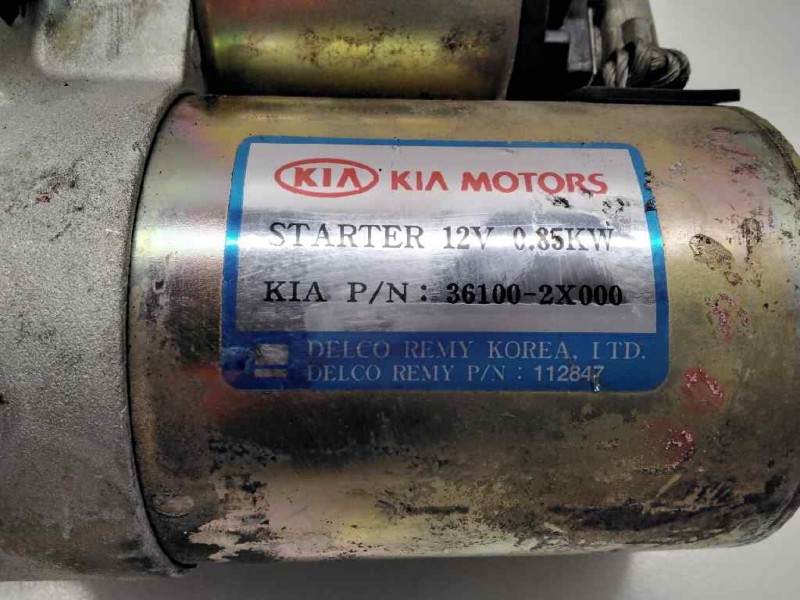 KIA KIA MOTORS
STARTER 12V 0.85KW
KIA P/N : 36100-2X000
DELCO REMY KOREA, LTD.
DELCO REMY P/N : 112847